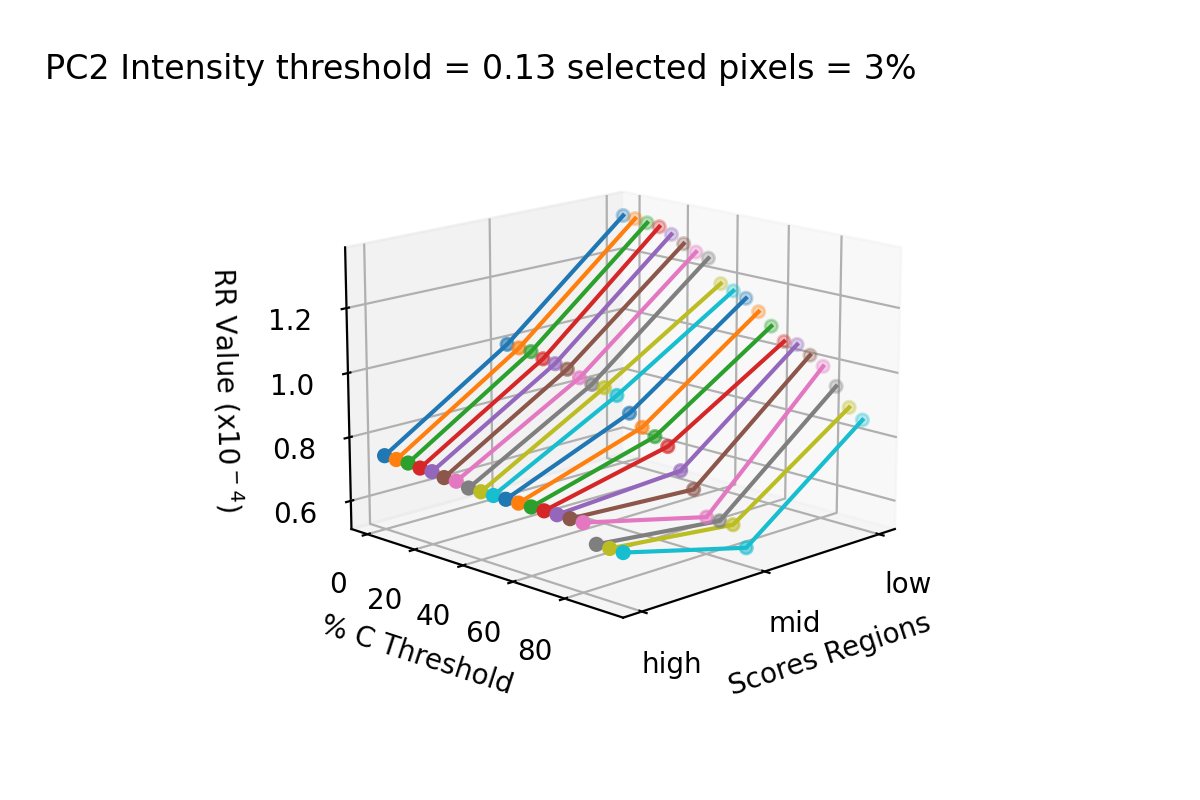 PC2 Intensity threshold = 0.13 selected pixels = 3%
RR Value (x10⁻⁴)
1.2
1.0
0.8
0.6
0
20
40
60
80
% C Threshold
high
mid
low
Scores Regions